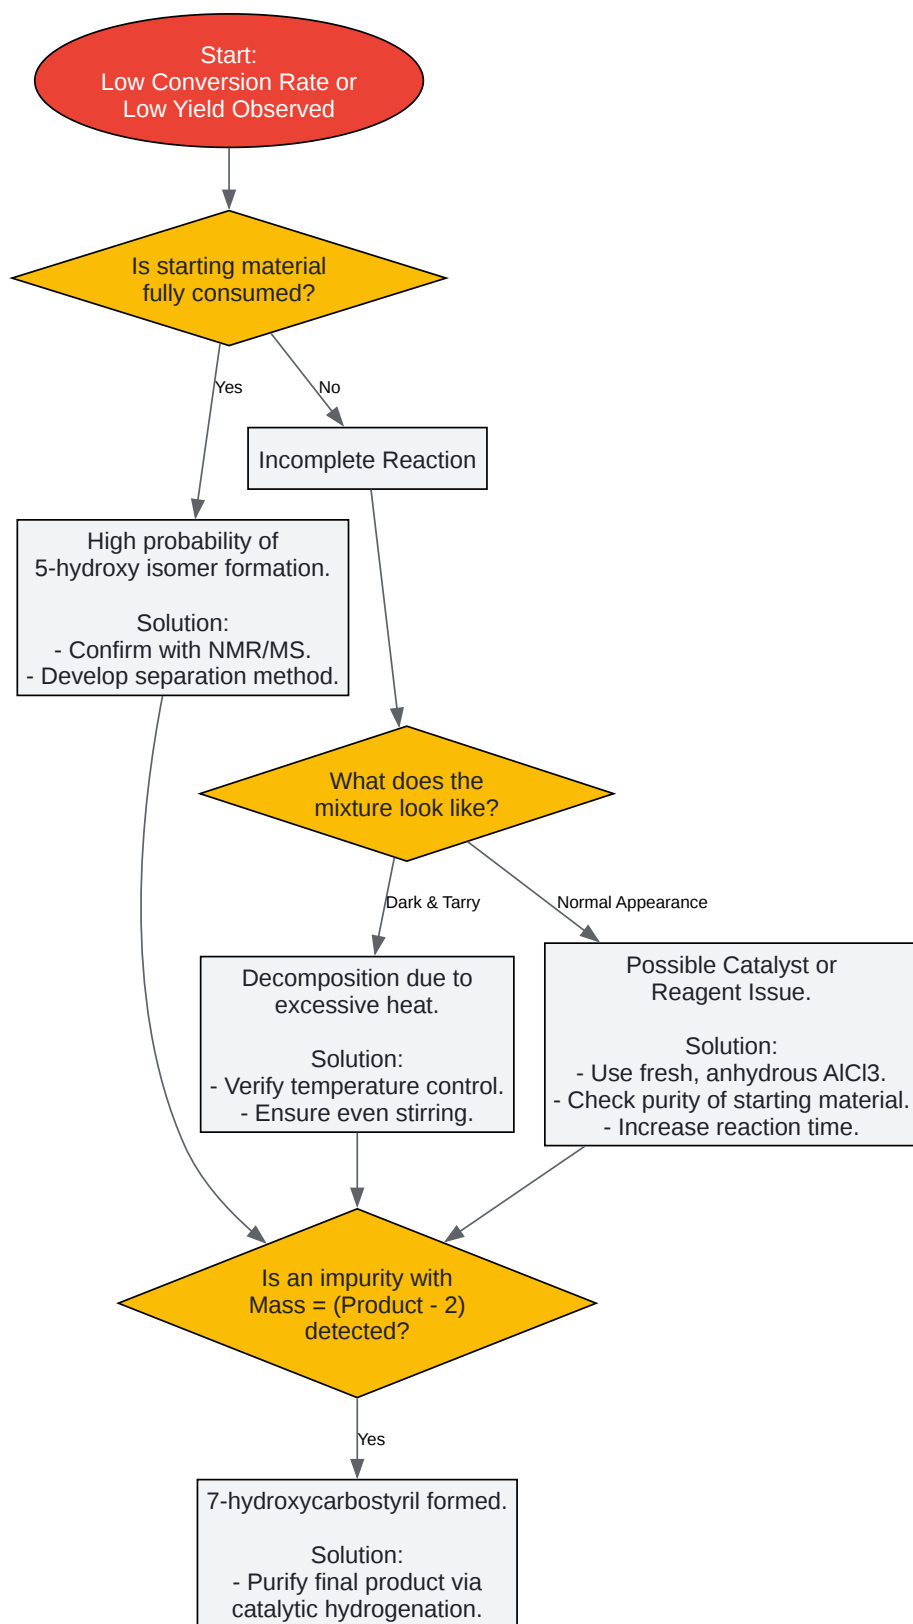 Start:
Low Conversion Rate or
Low Yield Observed
Is starting material
fully consumed?
Yes
No
Incomplete Reaction
High probability of
5-hydroxy isomer formation.
Solution:
- Confirm with NMR/MS.
- Develop separation method.
What does the
mixture look like?
Dark & Tarry
Normal Appearance
Decomposition due to
excessive heat.
Solution:
- Verify temperature control.
- Ensure even stirring.
Possible Catalyst or
Reagent Issue.
Solution:
- Use fresh, anhydrous AlCl3.
- Check purity of starting material.
- Increase reaction time.
Is an impurity with
Mass = (Product - 2)
detected?
Yes
7-hydroxycarbostyril formed.
Solution:
- Purify final product via
catalytic hydrogenation.